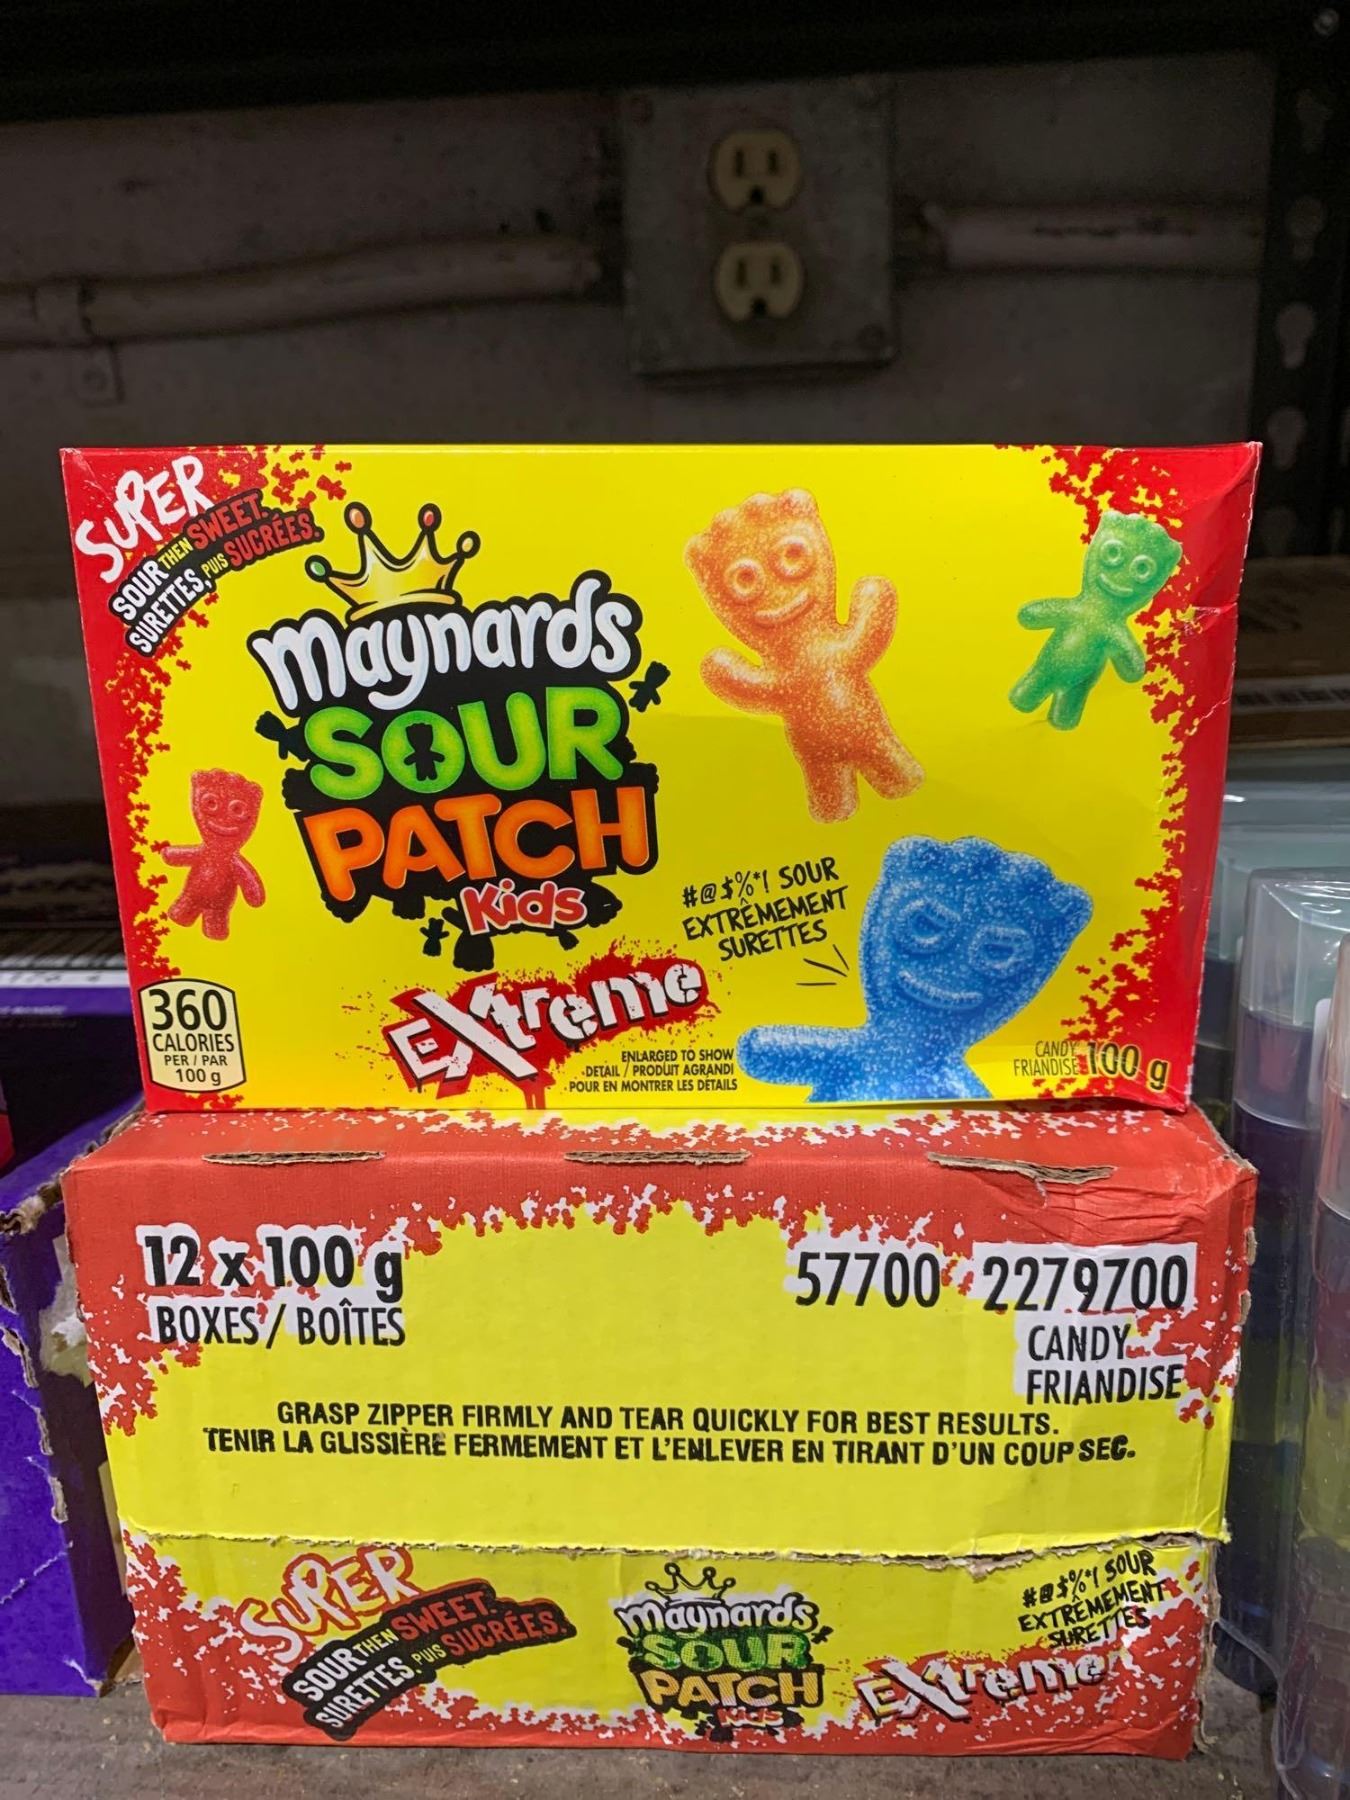 SUPER
SOUR THEN SWEET.
SURETTES, PUIS SUCRÉES.
Maynards
SOUR
PATCH
Kids
Extreme
#@$%*! SOUR
EXTRÊMEMENT
SURETTES
360
CALORIES
PER / PAR
100 g
ENLARGED TO SHOW
DETAIL / PRODUIT AGRANDI
POUR EN MONTRER LES DÉTAILS
CANDY
FRIANDISE 100 g
12 x 100 g
BOXES / BOÎTES
57700 2279700
CANDY
FRIANDISE
GRASP ZIPPER FIRMLY AND TEAR QUICKLY FOR BEST RESULTS.
TENIR LA GLISSIÈRE FERMEMENT ET L'ENLEVER EN TIRANT D'UN COUP SEC.
SUPER
SOUR THEN SWEET.
SURETTES, PUIS SUCRÉES.
Maynards
SOUR
PATCH
Kids
#@$%*! SOUR
EXTRÊMEMENT
SURETTES
Extreme